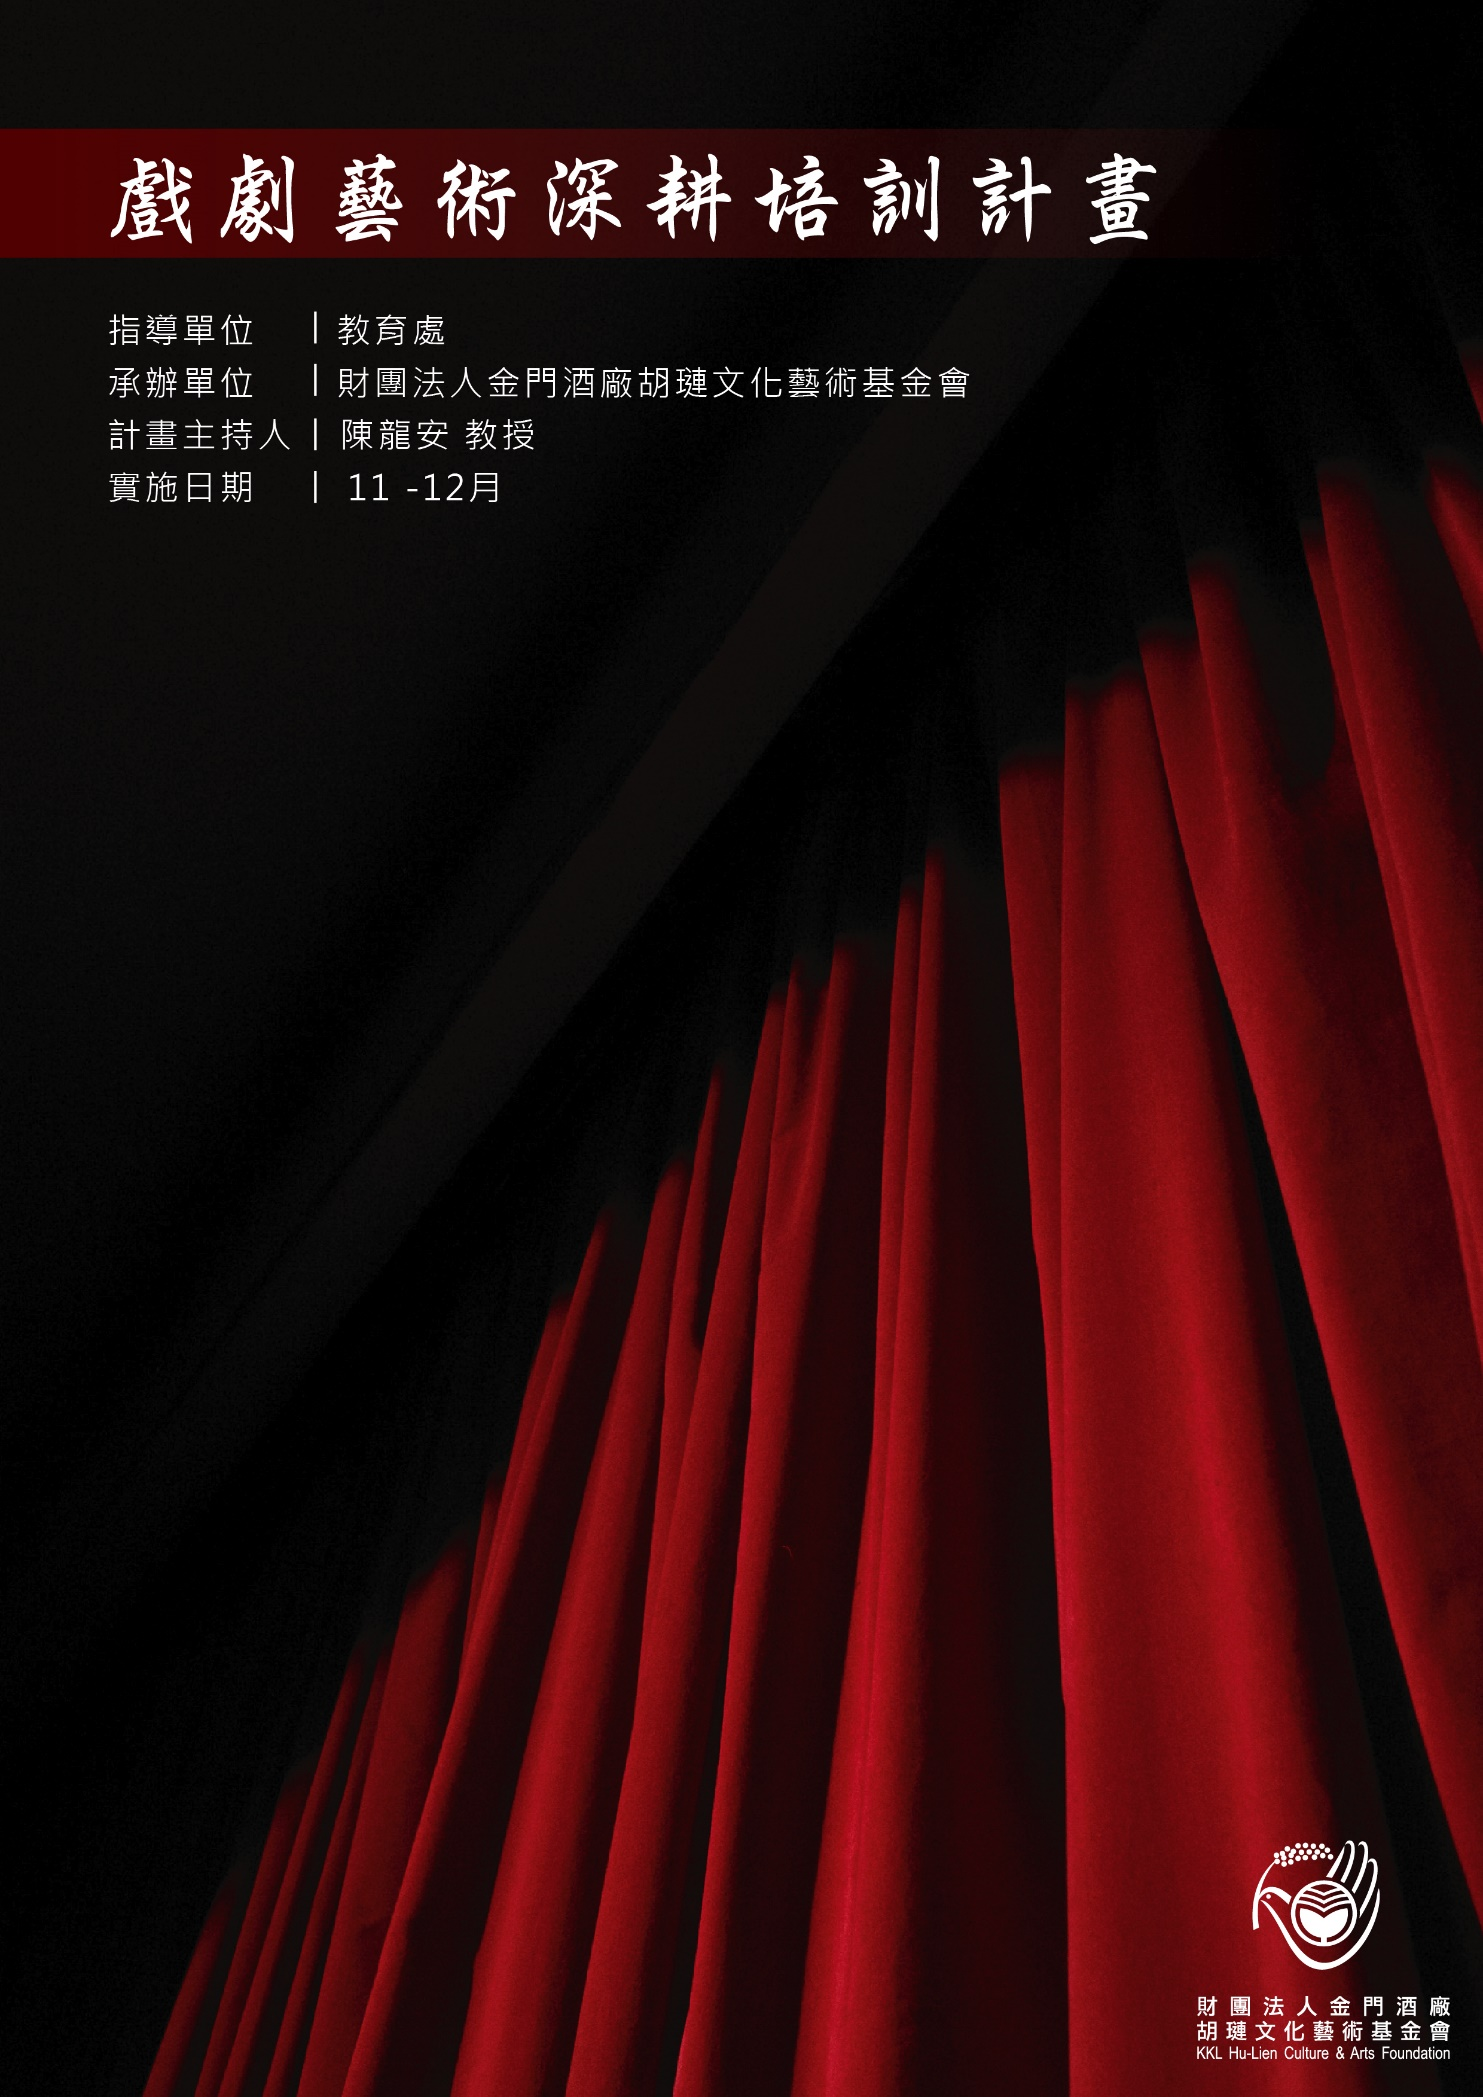 戲劇藝術深耕培訓計畫
指導單位 | 教育處
承辦單位 | 財團法人金門酒廠胡璉文化藝術基金會
計畫主持人 | 陳龍安 教授
實施日期 | 11 -12月
財團法人金門酒廠
胡璉文化藝術基金會
KKL Hu-Lien Culture & Arts Foundation